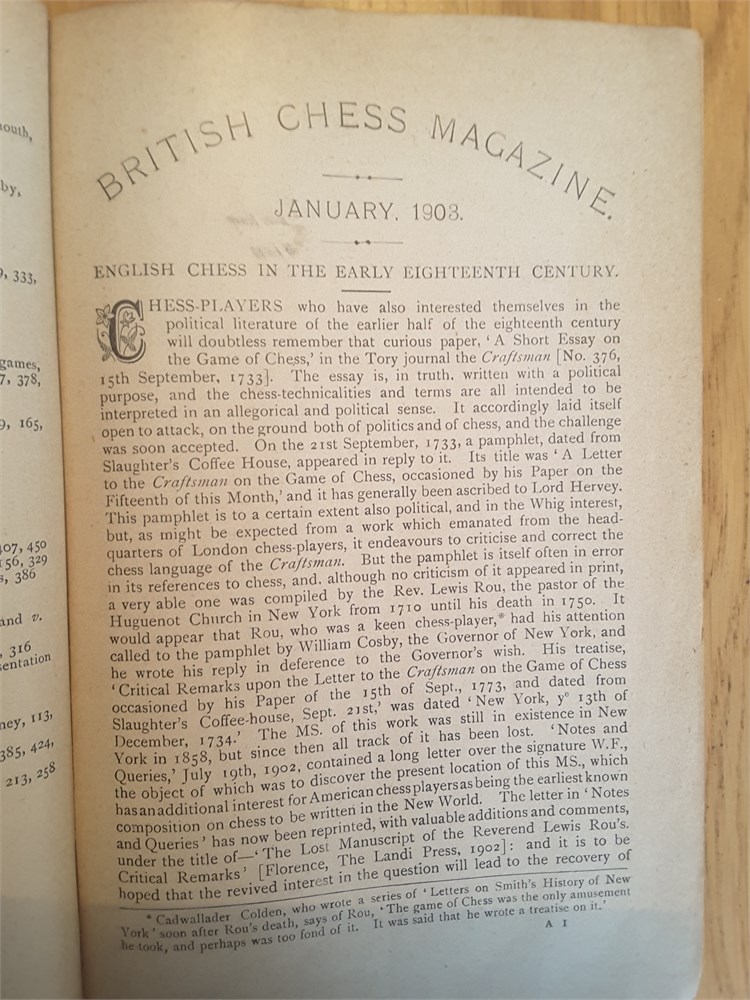 outh,
by,
9, 333,
games,
7, 378,
9, 165,
407, 450
156, 329
s, 386
and v.
, 316
sentation
ney, 113,
385, 424,
213, 258
BRITISH CHESS MAGAZINE.
JANUARY, 1903.
ENGLISH CHESS IN THE EARLY EIGHTEENTH CENTURY.
CHESS-PLAYERS who have also interested themselves in the
political literature of the earlier half of the eighteenth century
will doubtless remember that curious paper, ‘A Short Essay on
the Game of Chess,’ in the Tory journal the Craftsman [No. 376,
15th September, 1733]. The essay is, in truth, written with a political
purpose, and the chess-technicalities and terms are all intended to be
interpreted in an allegorical and political sense. It accordingly laid itself
open to attack, on the ground both of politics and of chess, and the challenge
was soon accepted. On the 21st September, 1733, a pamphlet, dated from
Slaughter's Coffee House, appeared in reply to it. Its title was ‘A Letter
to the Craftsman on the Game of Chess, occasioned by his Paper on the
Fifteenth of this Month,’ and it has generally been ascribed to Lord Hervey.
This pamphlet is to a certain extent also political, and in the Whig interest,
but, as might be expected from a work which emanated from the head-
quarters of London chess-players, it endeavours to criticise and correct the
chess language of the Craftsman. But the pamphlet is itself often in error
in its references to chess, and, although no criticism of it appeared in print,
a very able one was compiled by the Rev. Lewis Rou, the pastor of the
Huguenot Church in New York from 1710 until his death in 1750. It
would appear that Rou, who was a keen chess-player,* had his attention
called to the pamphlet by William Cosby, the Governor of New York, and
he wrote his reply in deference to the Governor's wish. His treatise,
‘Critical Remarks upon the Letter to the Craftsman on the Game of Chess
occasioned by his Paper of the 15th of Sept., 1773, and dated from
Slaughter's Coffee-house, Sept. 21st,’ was dated ‘New York, ye 13th of
December, 1734.’ The MS. of this work was still in existence in New
York in 1858, but since then all track of it has been lost. ‘Notes and
Queries,’ July 19th, 1902, contained a long letter over the signature W.F.,
the object of which was to discover the present location of this MS., which
has an additional interest for American chess players as being the earliest known
composition on chess to be written in the New World. The letter in ‘Notes
and Queries’ has now been reprinted, with valuable additions and comments,
under the title of—‘The Lost Manuscript of the Reverend Lewis Rou's.
Critical Remarks’ [Florence, The Landi Press, 1902]: and it is to be
hoped that the revived interest in the question will lead to the recovery of
* Cadwallader Colden, who wrote a series of ‘Letters on Smith's History of New
York’ soon after Rou's death, says of Rou, ‘The game of Chess was the only amusement
he took, and perhaps was too fond of it. It was said that he wrote a treatise on it.’
A 1